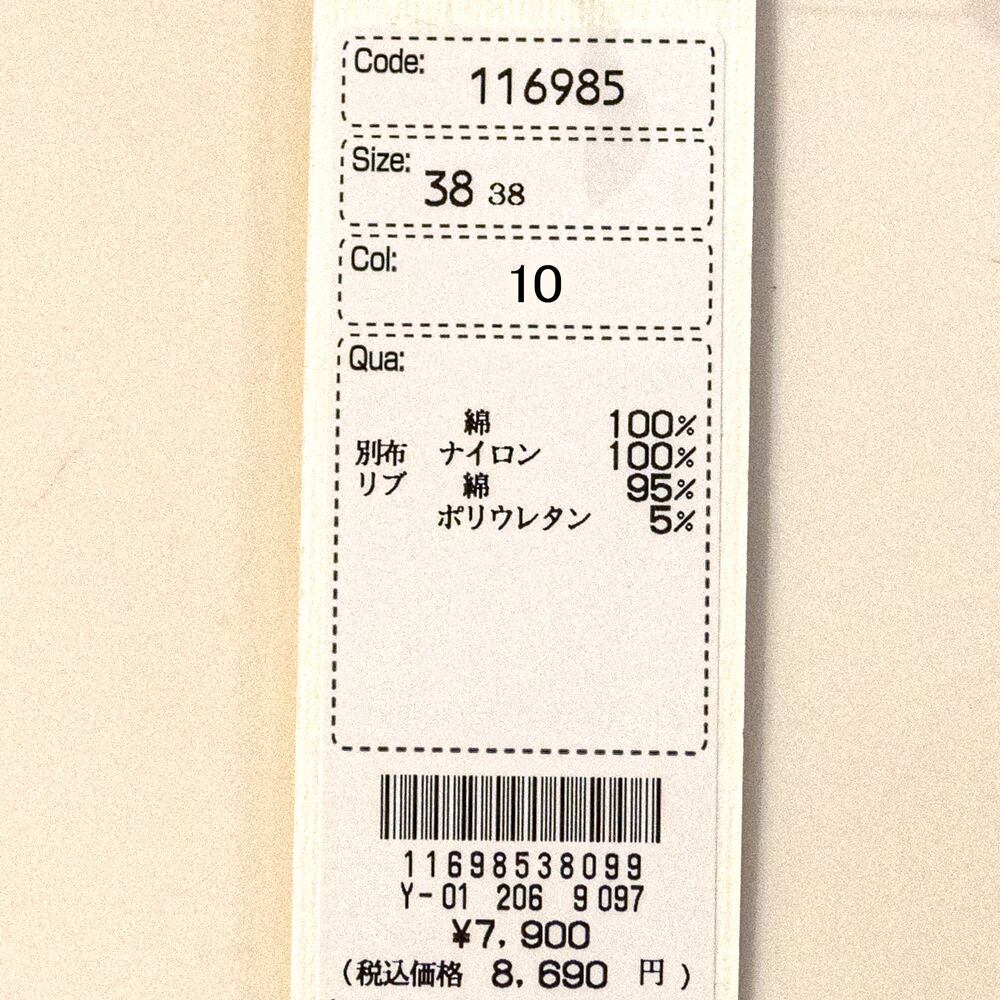 Code: 116985
Size: 38 38
Col: 10
Qua:
綿 100%
別布 ナイロン 100%
リブ 綿 95%
ポリウレタン 5%
11698538099
Y-01 206 9 097
¥7,900
(税込価格 8,690 円)